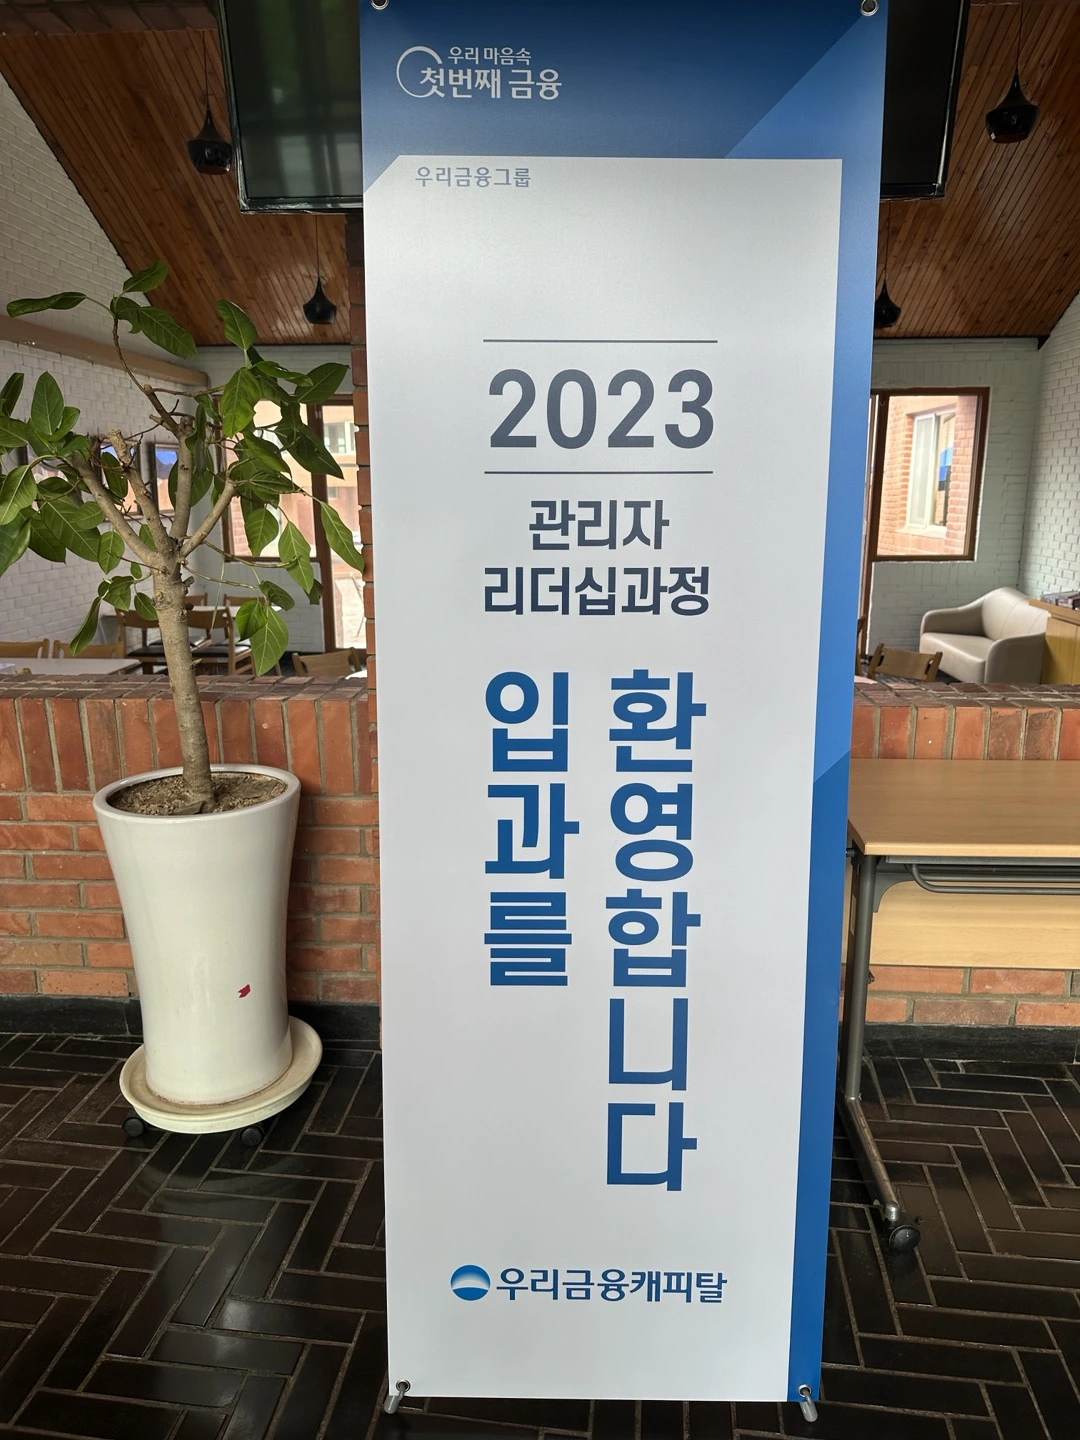 우리 마음속
첫번째 금융
우리금융그룹
2023
관리자
리더십과정
입과를
환영합니다
우리금융캐피탈